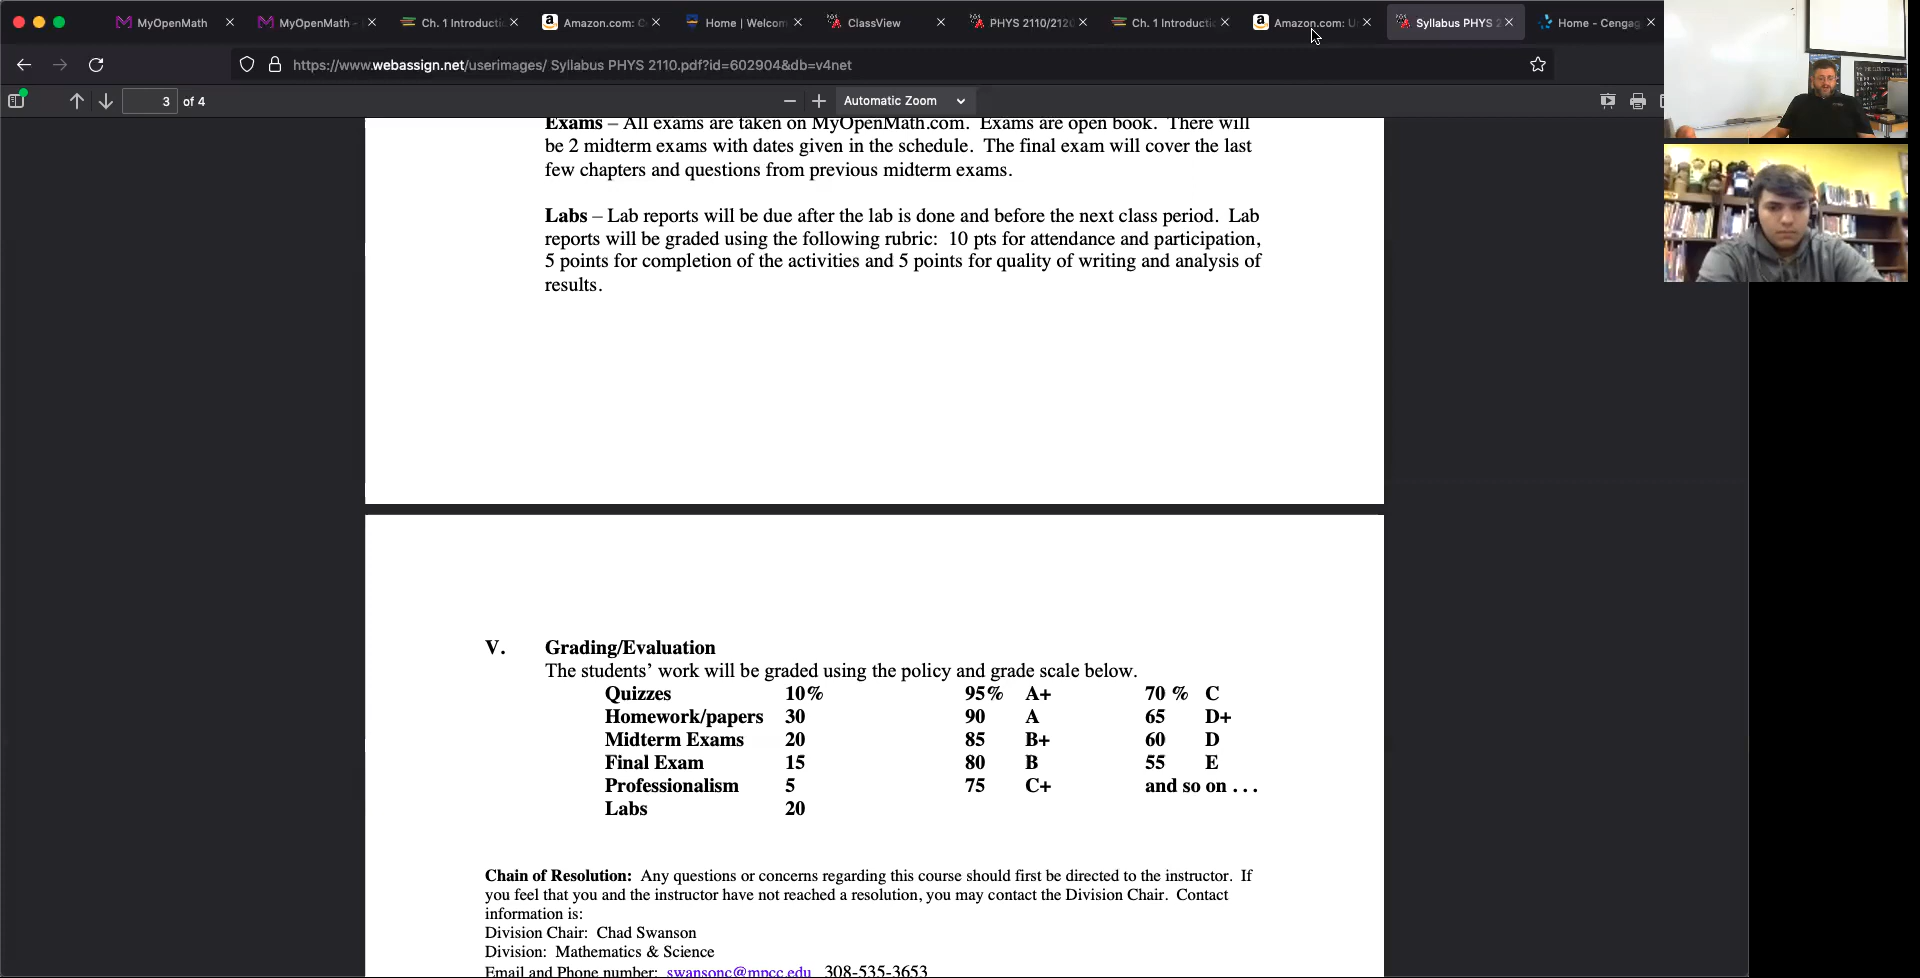 MyOpenMath
MyOpenMath -
Ch. 1 Introducti
Amazon.com:
Home | Welcom
ClassView
PHYS 2110/212
Ch. 1 Introducti
Amazon.com: U
Syllabus PHYS 2
Home - Cengag
https://www.webassign.net/userimages/ Syllabus PHYS 2110.pdf?id=602904&db=v4net
3 of 4
Automatic Zoom
Exams – All exams are taken on MyOpenMath.com. Exams are open book. There will
be 2 midterm exams with dates given in the schedule. The final exam will cover the last
few chapters and questions from previous midterm exams.
Labs – Lab reports will be due after the lab is done and before the next class period. Lab
reports will be graded using the following rubric: 10 pts for attendance and participation,
5 points for completion of the activities and 5 points for quality of writing and analysis of
results.
V. Grading/Evaluation
The students' work will be graded using the policy and grade scale below.
Quizzes 10% 95% A+ 70 % C
Homework/papers 30 90 A 65 D+
Midterm Exams 20 85 B+ 60 D
Final Exam 15 80 B 55 E
Professionalism 5 75 C+ and so on . . .
Labs 20
Chain of Resolution: Any questions or concerns regarding this course should first be directed to the instructor. If
you feel that you and the instructor have not reached a resolution, you may contact the Division Chair. Contact
information is:
Division Chair: Chad Swanson
Division: Mathematics & Science
Email and Phone number: swansonc@mpcc.edu 308-535-3653